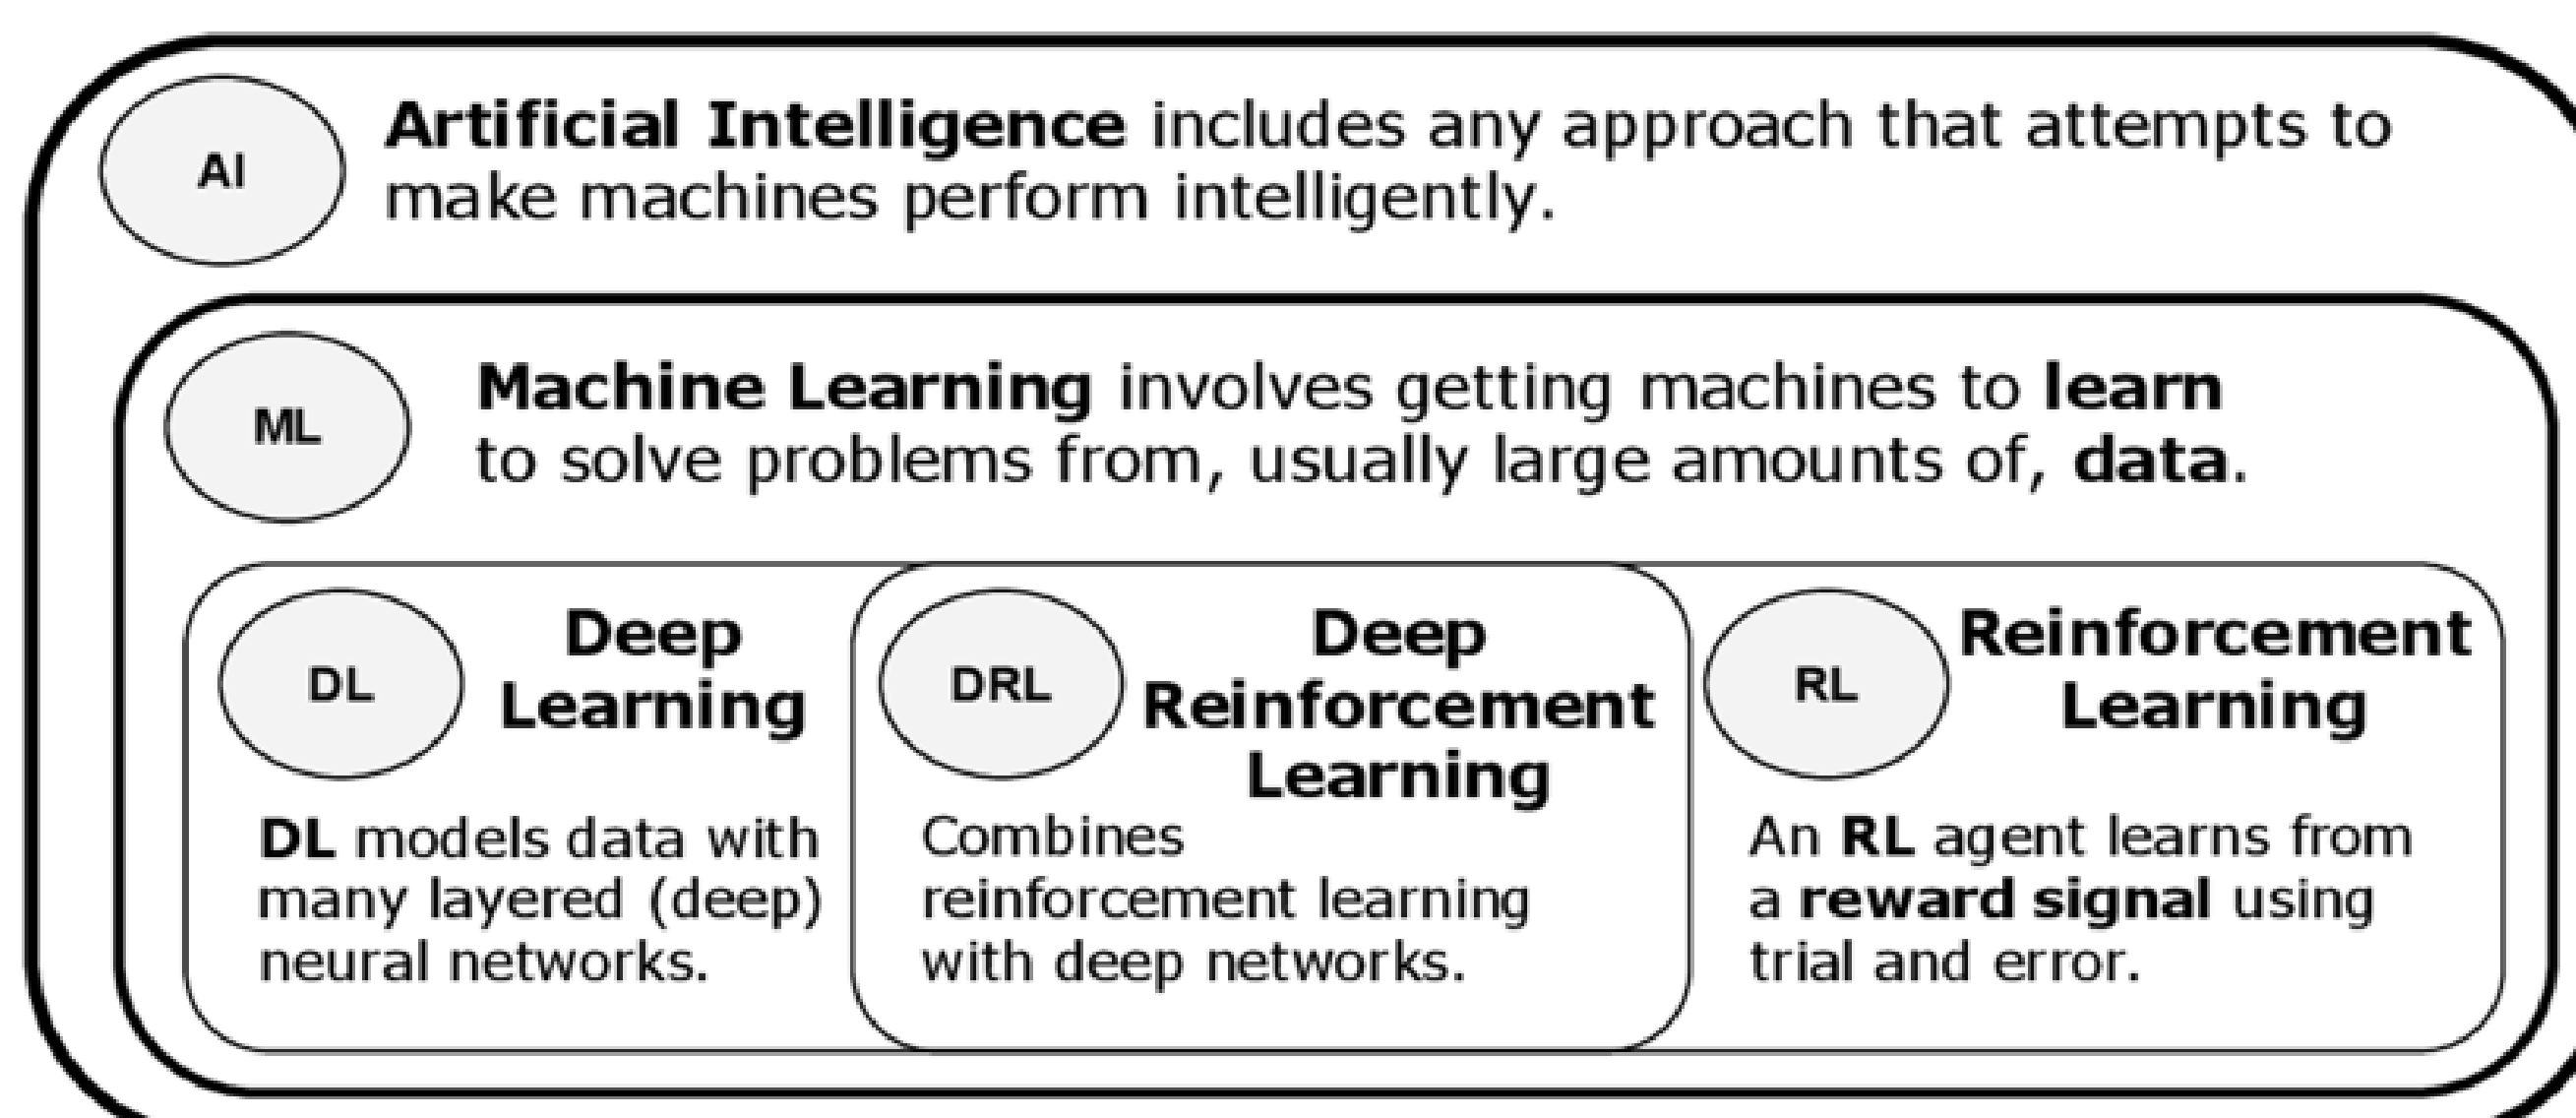 AI
Artificial Intelligence includes any approach that attempts to
make machines perform intelligently.
ML
Machine Learning involves getting machines to learn
to solve problems from, usually large amounts of, data.
DL
Deep
Learning
DL models data with
many layered (deep)
neural networks.
DRL
Deep
Reinforcement
Learning
Combines
reinforcement learning
with deep networks.
RL
Reinforcement
Learning
An RL agent learns from
a reward signal using
trial and error.